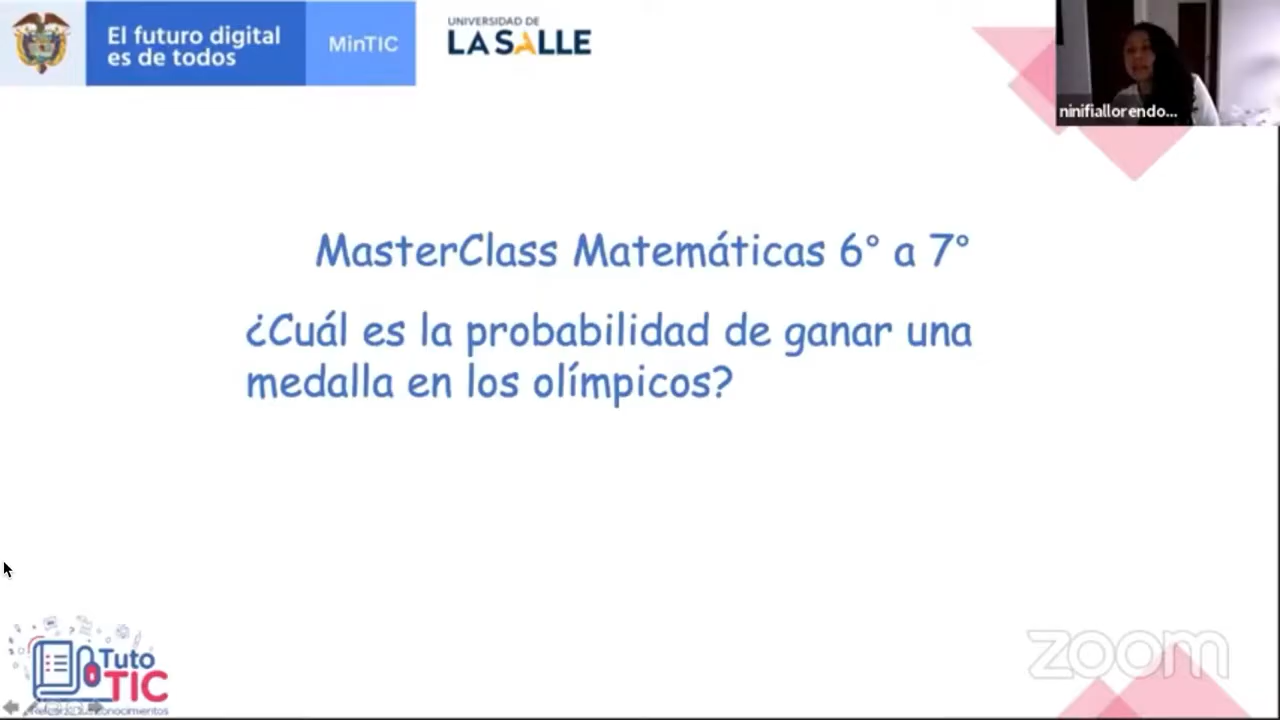 El futuro digital
es de todos
MinTIC
UNIVERSIDAD DE
LA SALLE
ninifiallorendo...
MasterClass Matemáticas 6° a 7°
¿Cuál es la probabilidad de ganar una
medalla en los olímpicos?
Tuto
TIC
zoom